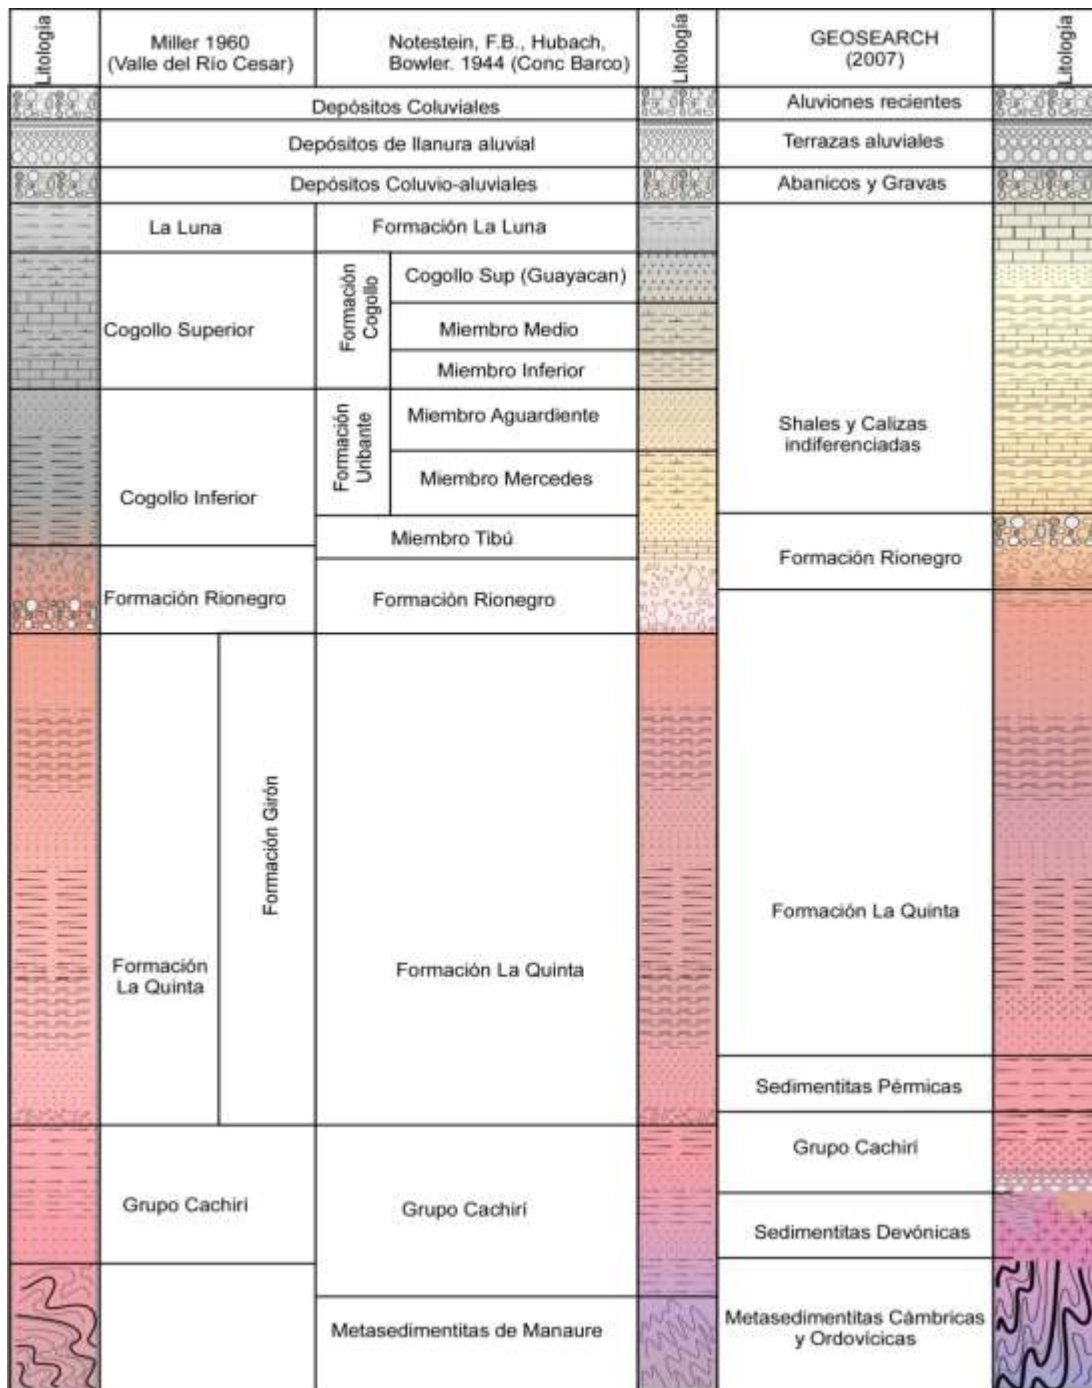 Litología
Miller 1960
(Valle del Río Cesar)
Notestein, F.B., Hubach,
Bowler. 1944 (Conc Barco)
Litología
GEOSEARCH
(2007)
Litología
Depósitos Coluviales
Aluviones recientes
Depósitos de llanura aluvial
Terrazas aluviales
Depósitos Coluvio-aluviales
Abanicos y Gravas
La Luna
Formación La Luna
Cogollo Superior
Formación
Cogollo
Cogollo Sup (Guayacan)
Miembro Medio
Miembro Inferior
Cogollo Inferior
Formación
Uribante
Miembro Aguardiente
Miembro Mercedes
Shales y Calizas
indiferenciadas
Miembro Tibú
Formación Rionegro
Formación Rionegro
Formación Rionegro
Formación
La Quinta
Formación Girón
Formación La Quinta
Formación La Quinta
Sedimentitas Pérmicas
Grupo Cachirí
Grupo Cachirí
Grupo Cachirí
Sedimentitas Devónicas
Metasedimentitas de Manaure
Metasedimentitas Cámbricas
y Ordovícicas